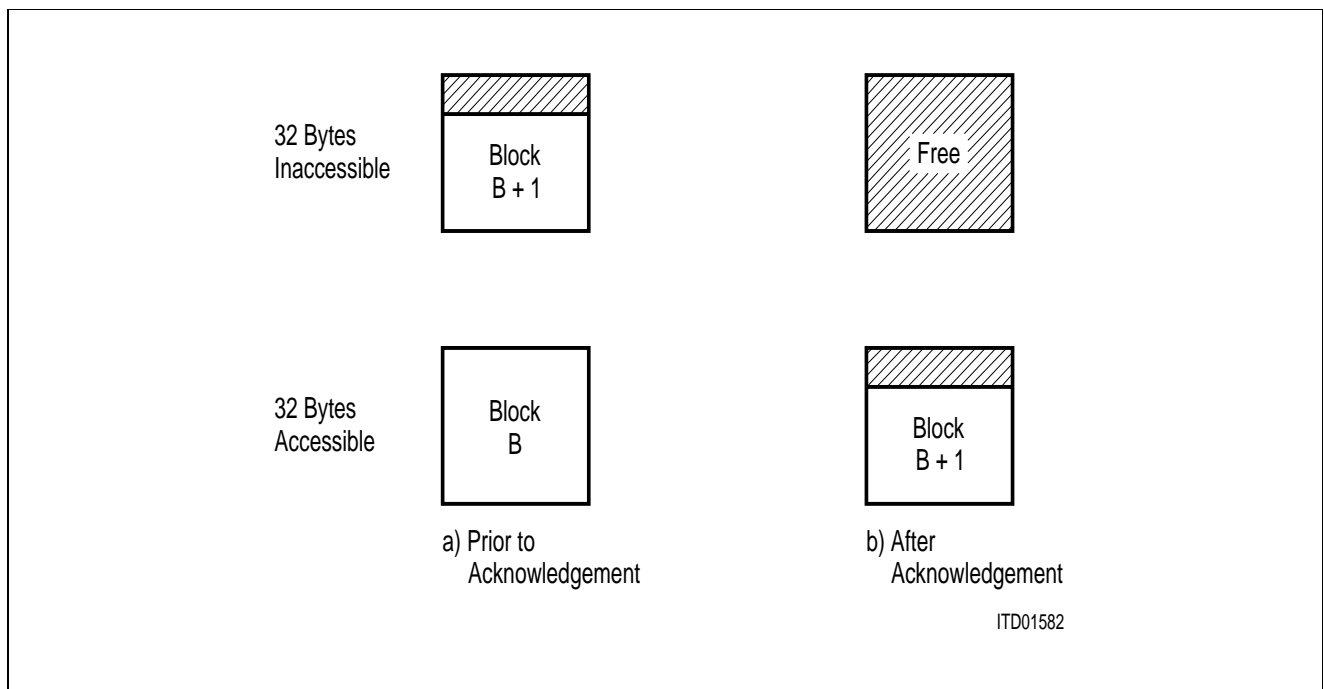 32 Bytes
Inaccessible
Block
B + 1
Free
32 Bytes
Accessible
Block
B
Block
B + 1
a) Prior to
Acknowledgement
b) After
Acknowledgement
ITD01582